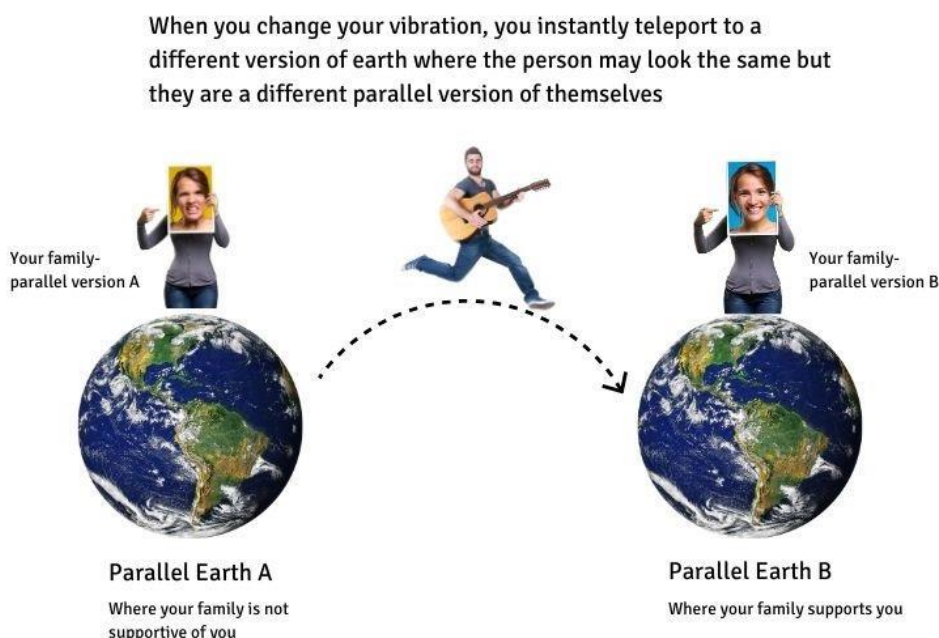 When you change your vibration, you instantly teleport to a
different version of earth where the person may look the same but
they are a different parallel version of themselves
Your family-
parallel version A
Your family-
parallel version B
Parallel Earth A
Where your family is not
supportive of you
Parallel Earth B
Where your family supports you